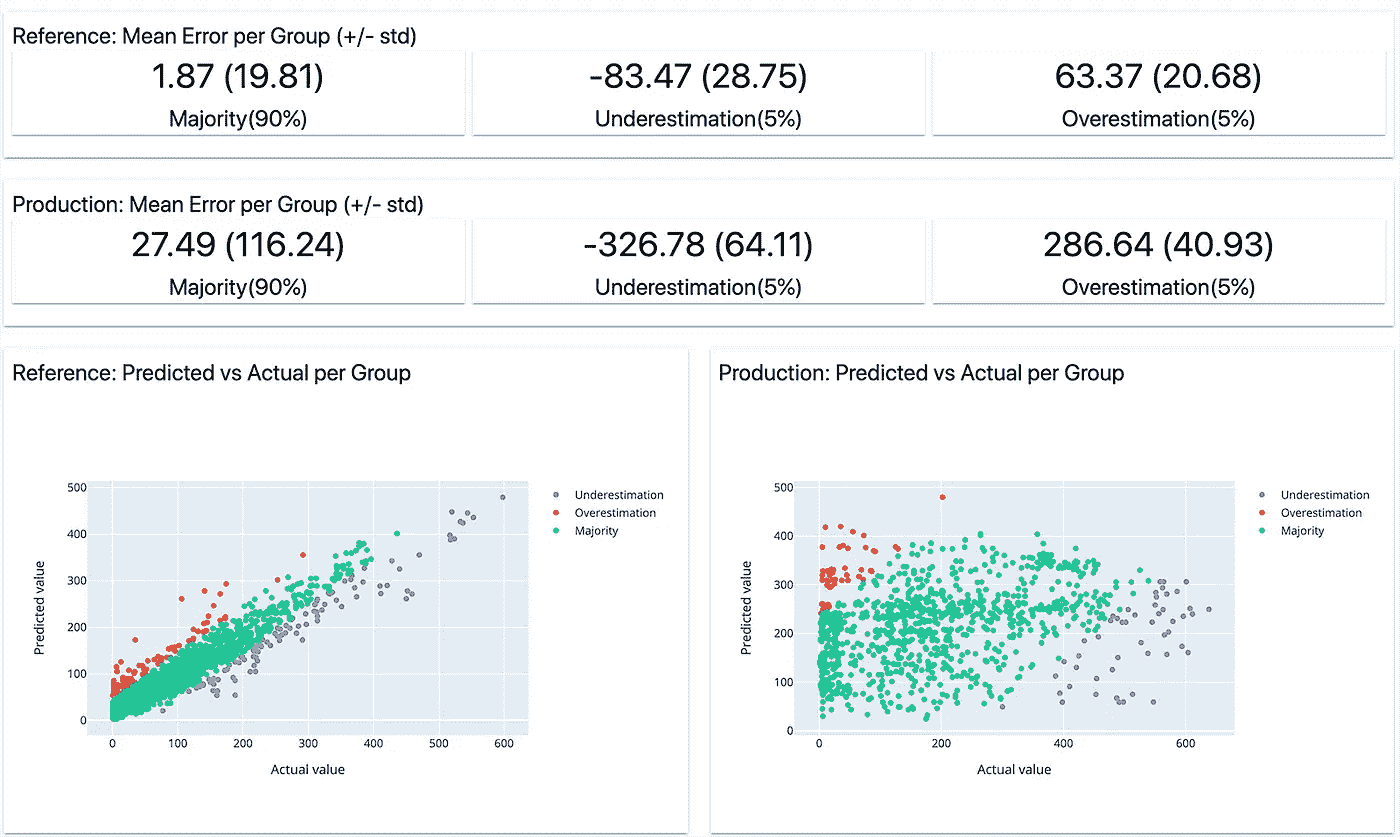 Reference: Mean Error per Group (+/- std)
1.87 (19.81)
Majority(90%)
-83.47 (28.75)
Underestimation(5%)
63.37 (20.68)
Overestimation(5%)
Production: Mean Error per Group (+/- std)
27.49 (116.24)
Majority(90%)
-326.78 (64.11)
Underestimation(5%)
286.64 (40.93)
Overestimation(5%)
Reference: Predicted vs Actual per Group
Predicted value
500
400
300
200
100
0
0 100 200 300 400 500 600
Actual value
Underestimation
Overestimation
Majority
Production: Predicted vs Actual per Group
Predicted value
500
400
300
200
100
0
0 200 400 600
Actual value
Underestimation
Overestimation
Majority